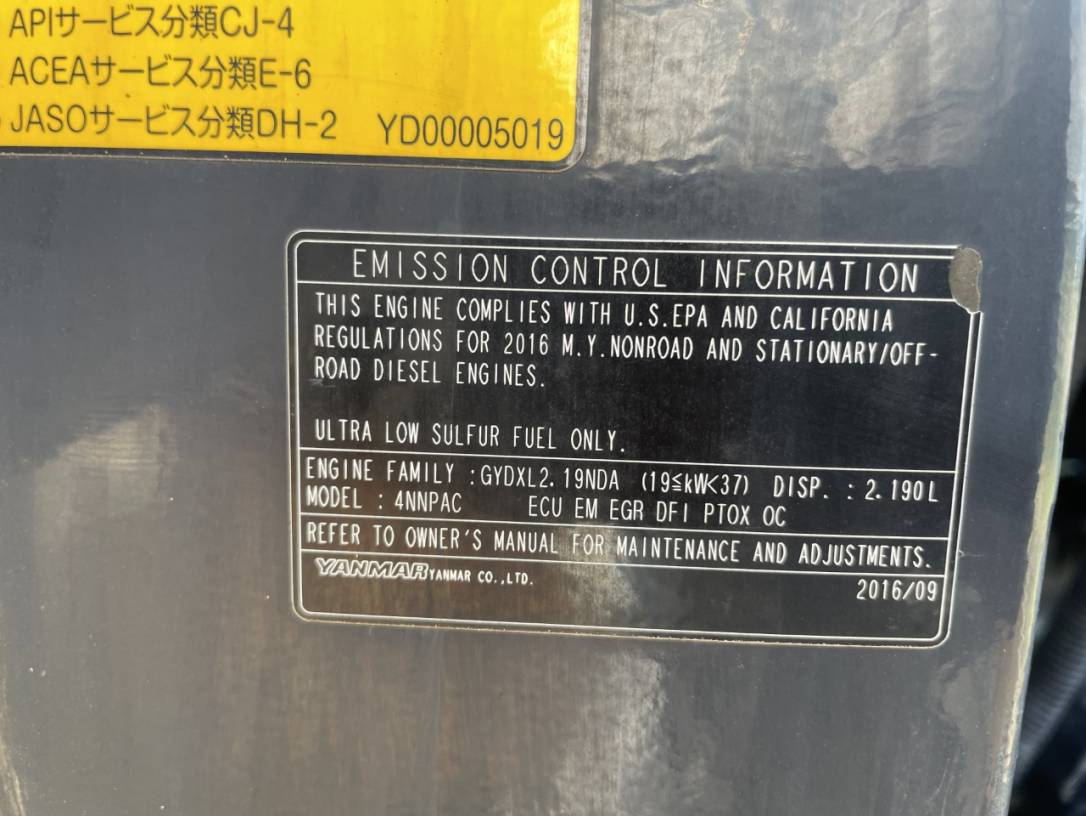 APIサービス分類CJ-4
ACEAサービス分類E-6
JASOサービス分類DH-2 YD00005019
EMISSION CONTROL INFORMATION
THIS ENGINE COMPLIES WITH U.S.EPA AND CALIFORNIA
REGULATIONS FOR 2016 M.Y.NONROAD AND STATIONARY/OFF-
ROAD DIESEL ENGINES.
ULTRA LOW SULFUR FUEL ONLY.
ENGINE FAMILY :GYDXL2.19NDA (19≦kW<37) DISP. : 2.190L
MODEL : 4NNPAC ECU EM EGR DFI PTOX OC
REFER TO OWNER'S MANUAL FOR MAINTENANCE AND ADJUSTMENTS.
YANMAR YANMAR CO.,LTD. 2016/09